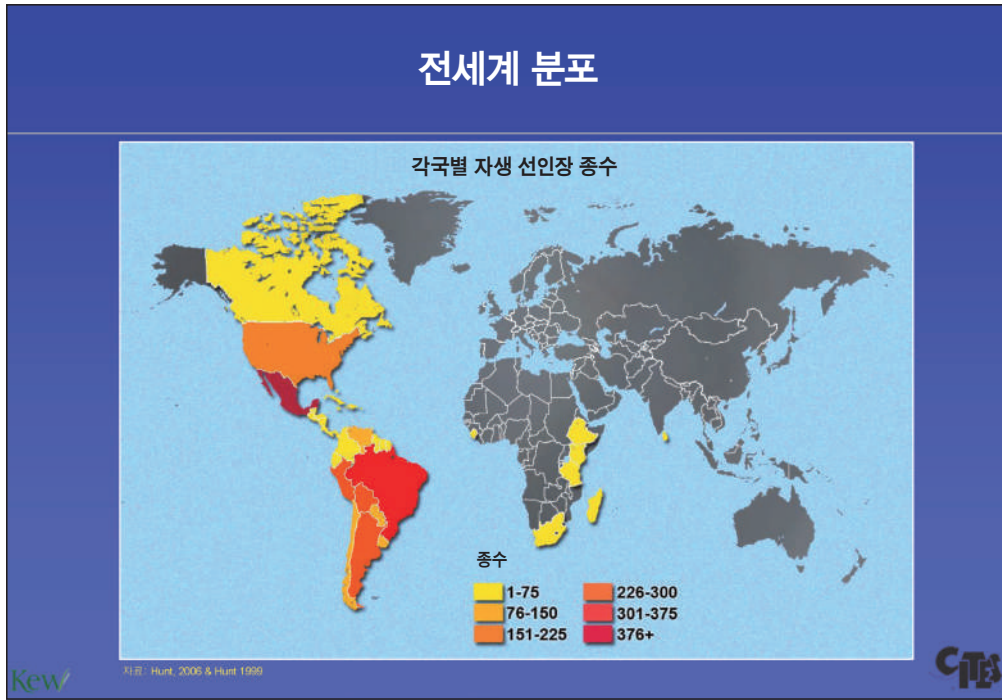 전세계 분포
각국별 자생 선인장 종수
종수
1-75
226-300
76-150
301-375
151-225
376+
자료: Hunt, 2006 & Hunt 1999
Kew
CITES